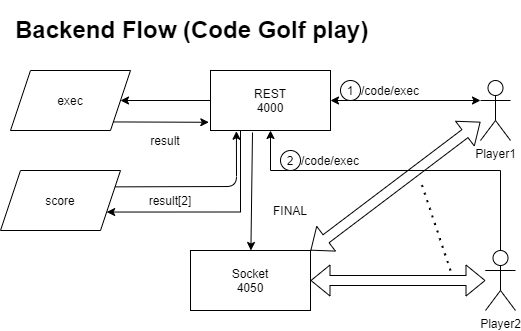 Backend Flow (Code Golf play)
exec
REST
4000
1 /code/exec
result
Player1
2 /code/exec
score
result[2]
FINAL
Socket
4050
Player2